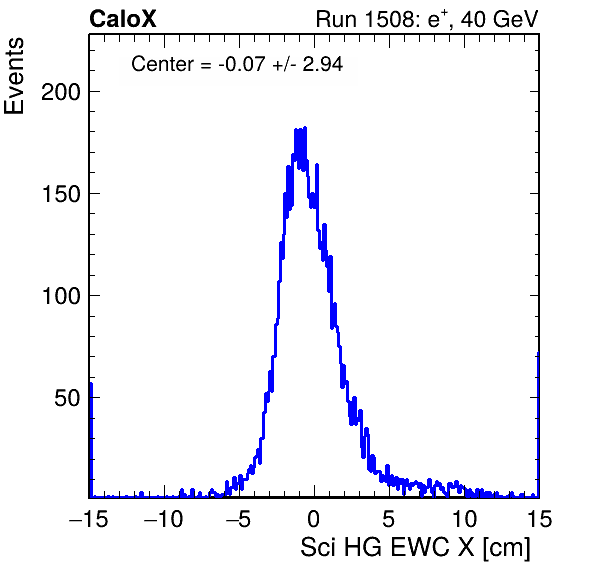 CaloX Run 1508: e⁺, 40 GeV
Center = -0.07 +/- 2.94
Events
200
150
100
50
−15 −10 −5 0 5 10 15
Sci HG EWC X [cm]